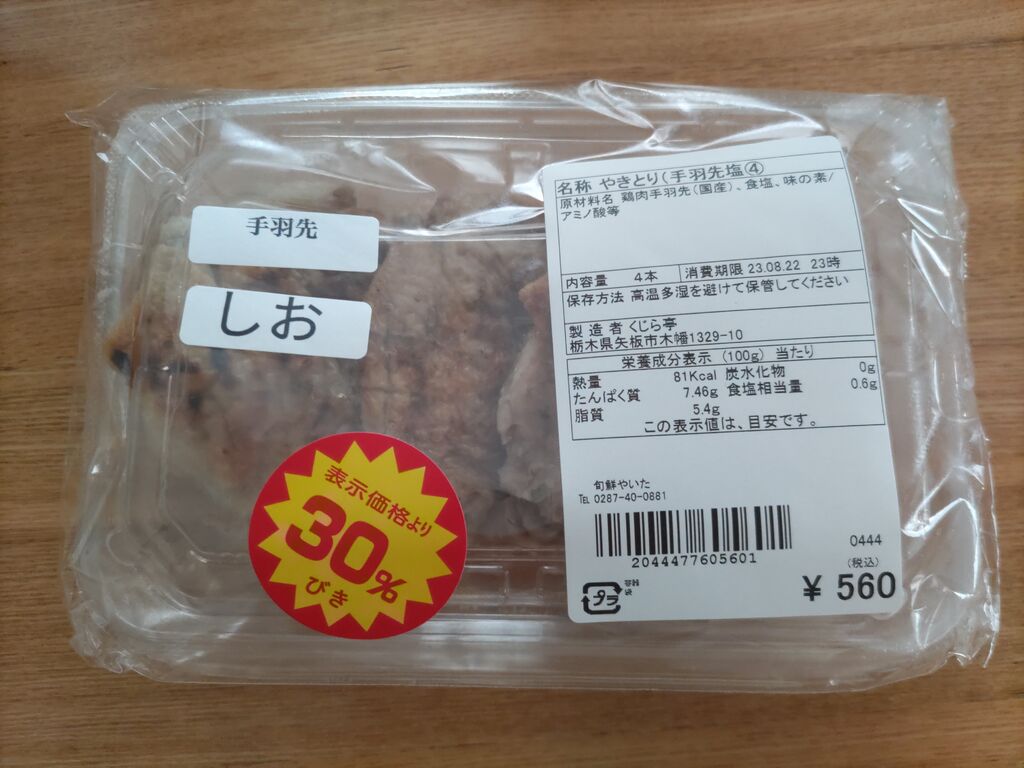 手羽先
しお
表示価格より
30%
びき
名称 やきとり(手羽先塩④)
原材料名 鶏肉手羽先(国産)、食塩、味の素/
アミノ酸等
内容量 4本 消費期限 23.08.22 23時
保存方法 高温多湿を避けて保管してください
製造者 くじら亭
栃木県矢板市木幡1329-10
栄養成分表示 (100g) 当たり
熱量 81Kcal 炭水化物 0g
たんぱく質 7.46g 食塩相当量 0.6g
脂質 5.4g
この表示値は、目安です。
旬鮮やいた
TEL 0287-40-0881
2044477605601
0444
(税込)
¥ 560
プラ